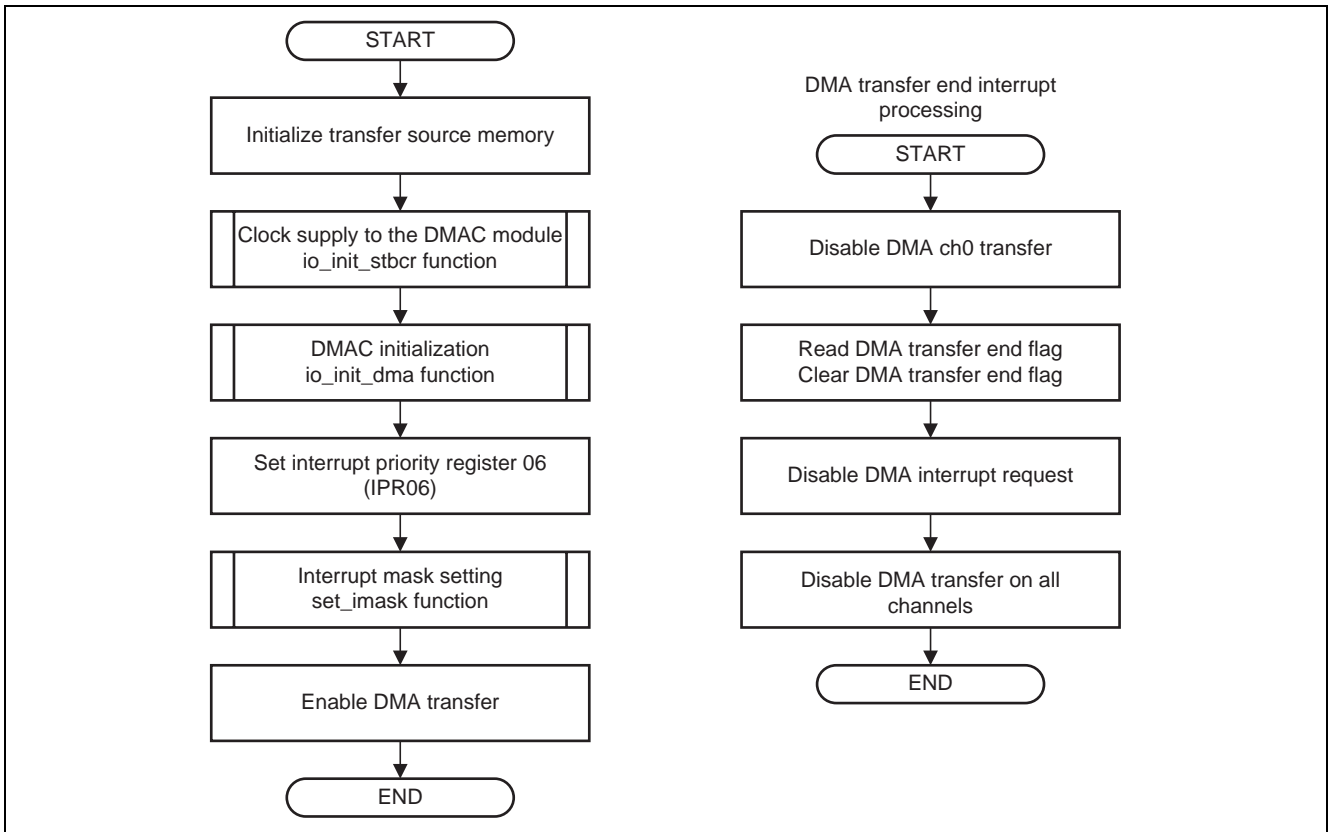 START
Initialize transfer source memory
Clock supply to the DMAC module
io_init_stbcr function
DMAC initialization
io_init_dma function
Set interrupt priority register 06
(IPR06)
Interrupt mask setting
set_imask function
Enable DMA transfer
END
DMA transfer end interrupt
processing
START
Disable DMA ch0 transfer
Read DMA transfer end flag
Clear DMA transfer end flag
Disable DMA interrupt request
Disable DMA transfer on all
channels
END